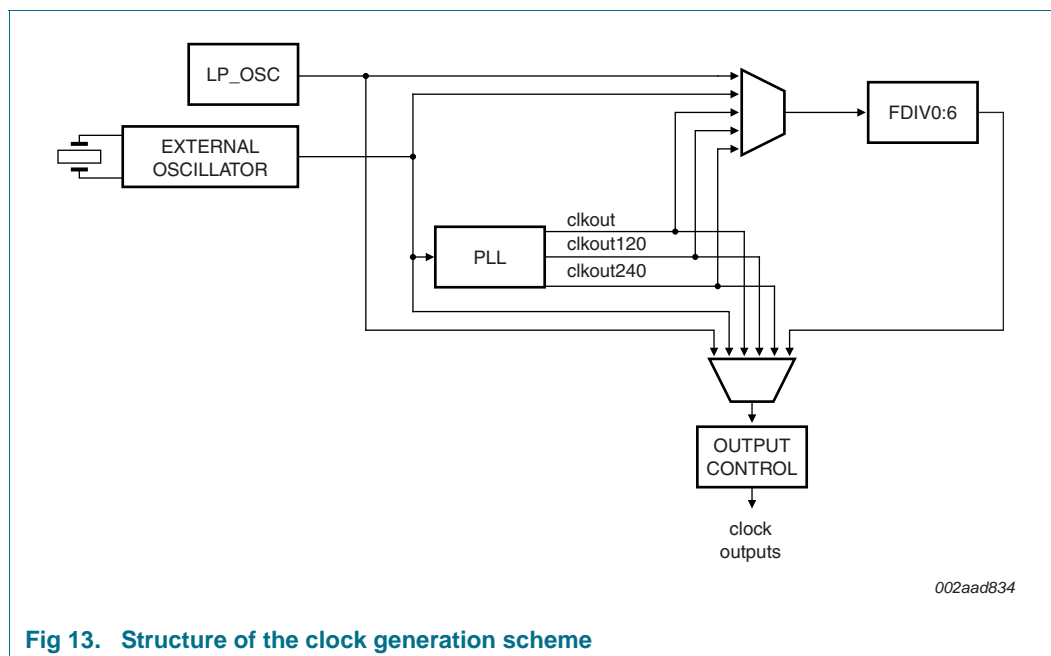 LP_OSC
EXTERNAL
OSCILLATOR
FDIV0:6
PLL
clkout
clkout120
clkout240
OUTPUT
CONTROL
clock
outputs
002aad834
Fig 13. Structure of the clock generation scheme